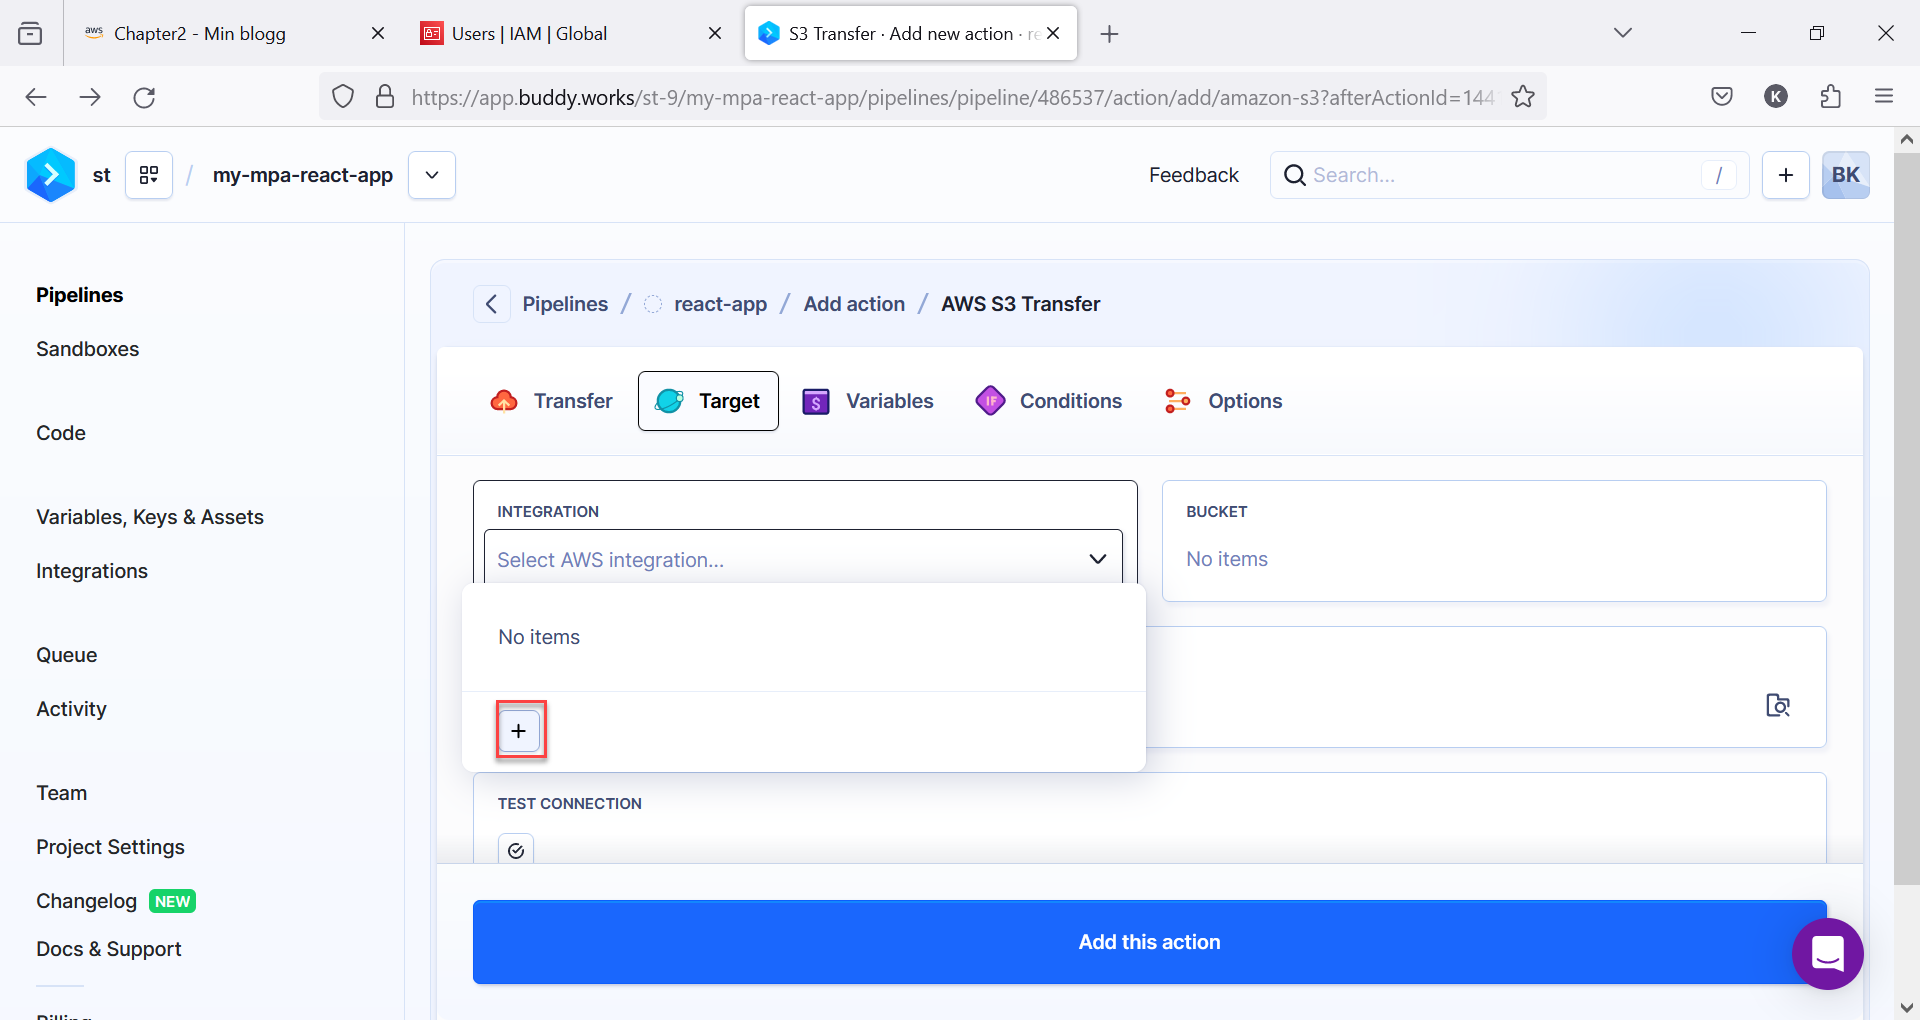 aws Chapter2 - Min blogg
Users | IAM | Global
S3 Transfer · Add new action · re
https://app.buddy.works/st-9/my-mpa-react-app/pipelines/pipeline/486537/action/add/amazon-s3?afterActionId=144
K
st / my-mpa-react-app
Feedback
Search...
/
+
BK
Pipelines
Sandboxes
Code
Variables, Keys & Assets
Integrations
Queue
Activity
Team
Project Settings
Changelog NEW
Docs & Support
Billing
Pipelines / react-app / Add action / AWS S3 Transfer
Transfer
Target
$ Variables
IF Conditions
Options
INTEGRATION
Select AWS integration...
No items
+
BUCKET
No items
TEST CONNECTION
Add this action